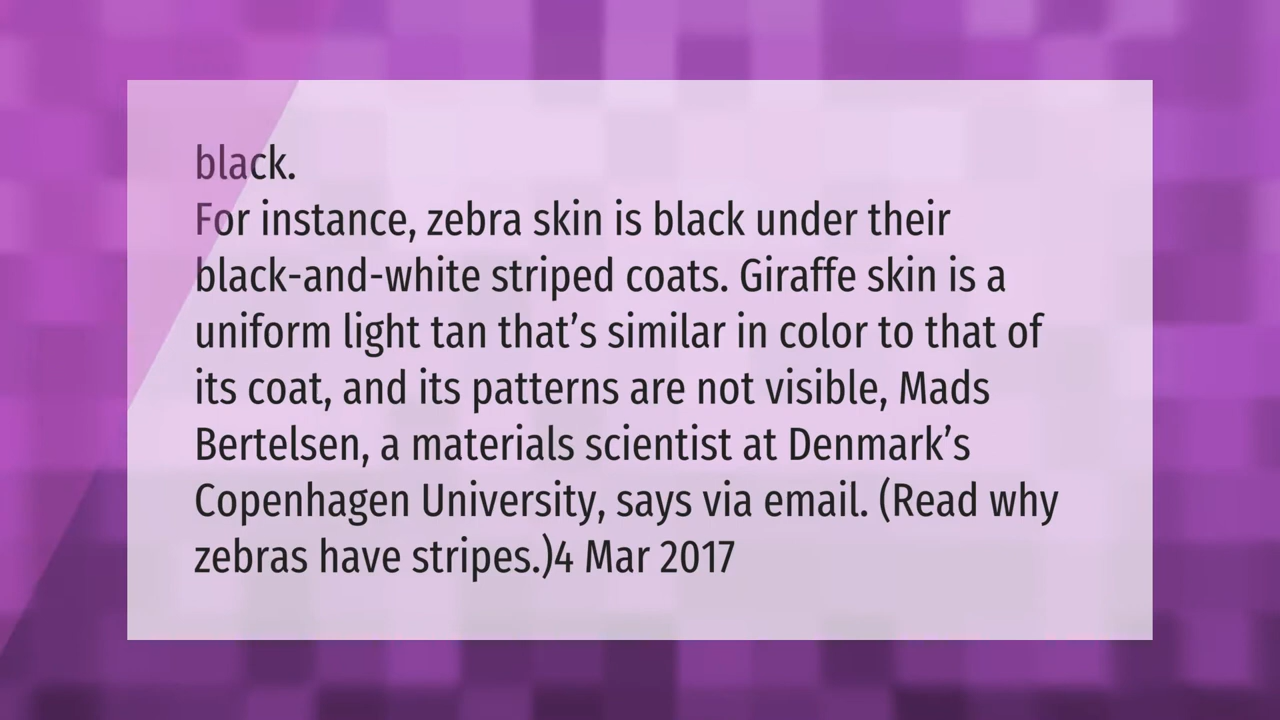 black.
For instance, zebra skin is black under their
black-and-white striped coats. Giraffe skin is a
uniform light tan that’s similar in color to that of
its coat, and its patterns are not visible, Mads
Bertelsen, a materials scientist at Denmark’s
Copenhagen University, says via email. (Read why
zebras have stripes.)4 Mar 2017